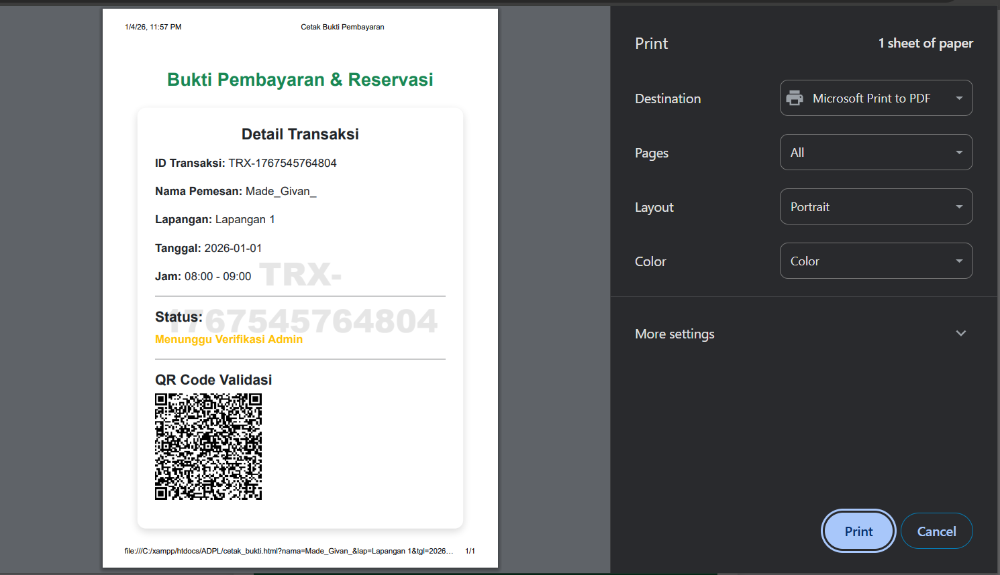 1/4/26, 11:57 PM
Cetak Bukti Pembayaran
Bukti Pembayaran & Reservasi
Detail Transaksi
ID Transaksi: TRX-1767545764804
Nama Pemesan: Made_Givan_
Lapangan: Lapangan 1
Tanggal: 2026-01-01
Jam: 08:00 - 09:00
TRX-
1767545764804
Status:
Menunggu Verifikasi Admin
QR Code Validasi
file:///C:/xampp/htdocs/ADPL/cetak_bukti.html?nama=Made_Givan_&lap=Lapangan 1&tgl=2026...
1/1
Print
1 sheet of paper
Destination
Microsoft Print to PDF
Pages
All
Layout
Portrait
Color
Color
More settings
Print
Cancel